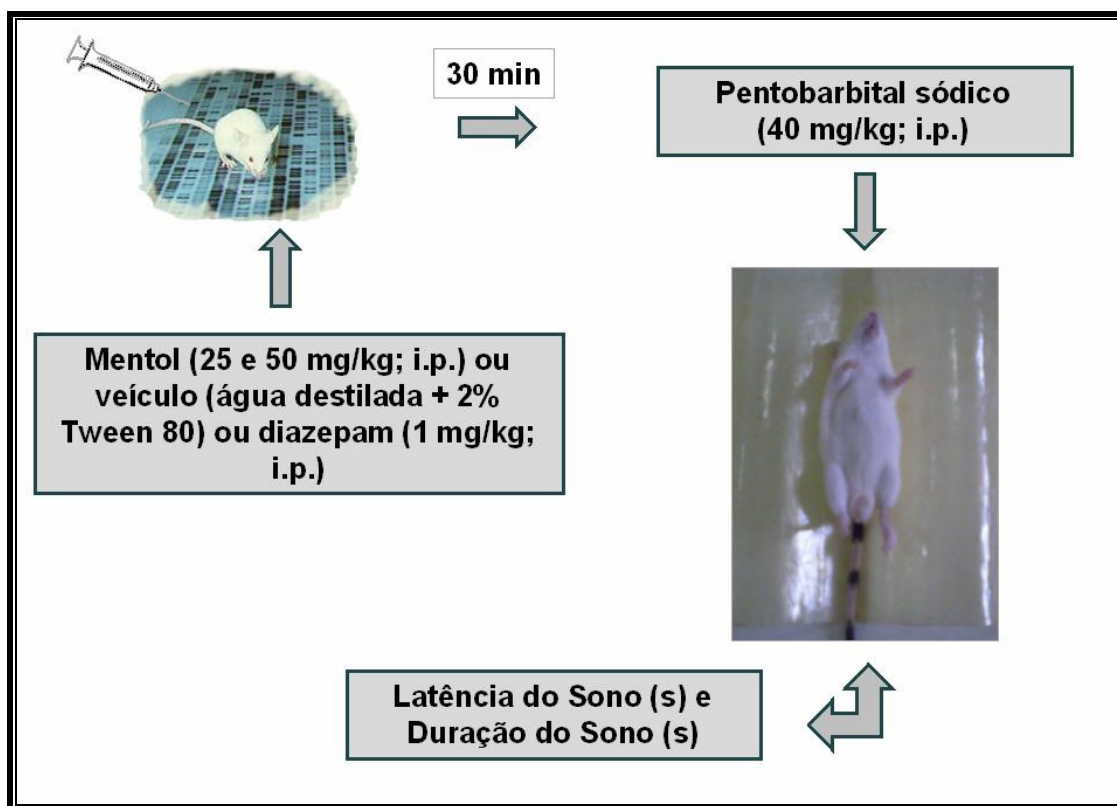 30 min
Pentobarbital sódico
(40 mg/kg; i.p.)
Mentol (25 e 50 mg/kg; i.p.) ou
veículo (água destilada + 2%
Tween 80) ou diazepam (1 mg/kg;
i.p.)
Latência do Sono (s) e
Duração do Sono (s)